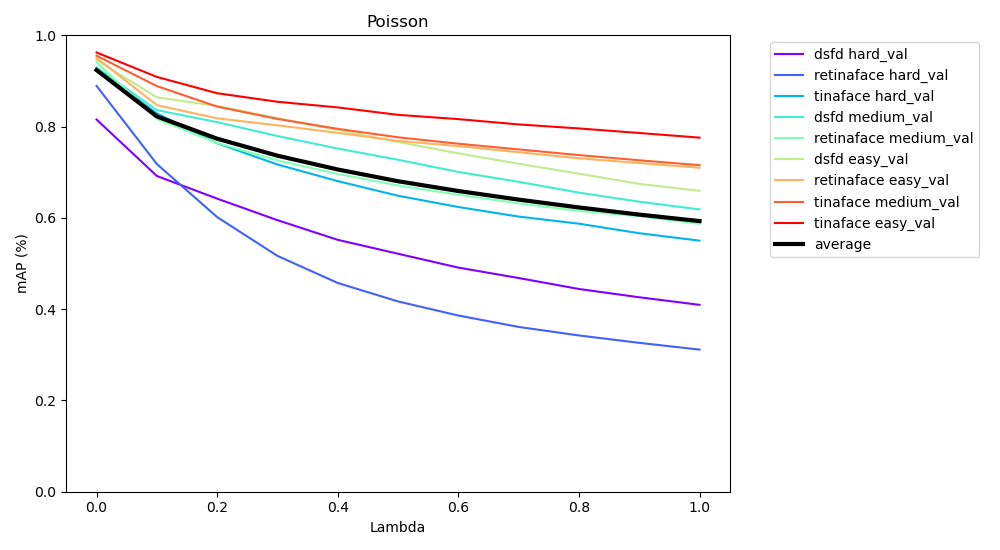 Poisson
mAP (%)
1.0
0.8
0.6
0.4
0.2
0.0
0.0 0.2 0.4 0.6 0.8 1.0
Lambda
dsfd hard_val
retinaface hard_val
tinaface hard_val
dsfd medium_val
retinaface medium_val
dsfd easy_val
retinaface easy_val
tinaface medium_val
tinaface easy_val
average